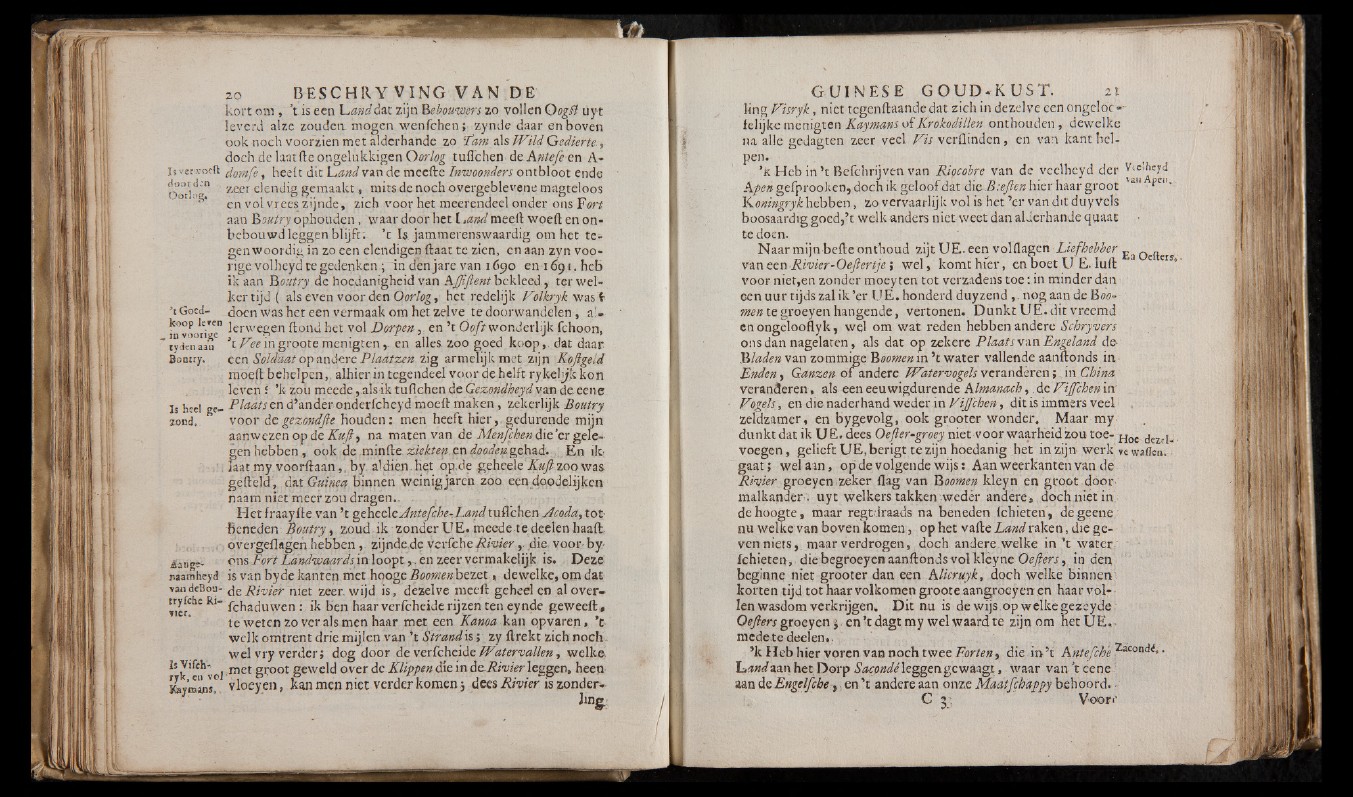 20 BESCHRYVING VAN DE
kort om, 't is een Land dat zijn Bebouwers zo vollen Oogst uyt
leverd alze zouden mogen wenschen; zynde daar en boven
ook noch voorzien met alderhande zo Tam als Wild Gedierte,
doch de laatste ongelukkigen Oorlog tusschen de Antese en A-
Is verwoest
door den
Oorlog.
domse, heeft dit Land van de meeste Inwoonders ontbloot ende
zeer elendig gemaakt, mits de noch overgeblevene magteloos
en vol vrees zijnde, zich voor het meerendeel onder ons Fort
aan Boutry ophouden, waar door het Land meest woest en on-
bebouwd leggen blijft. 't Is jammerenswaardig om het te-
genwoordig in zo een elendigen staat te zien, en aan zyn voo-
rige volheyd te gedenken; in den jare van 1690 en 1691. heb
ik aan Boutry de hoedanigheid van Assistent bekleed, ter wel-
ker tijd (als even voor den Oorlog, het redelijk Volkryk was)
't Goed-
koop leven
in voorige
tyden aan
Boutry.
doen was het een vermaak om het zelve te doorwandelen, al-
lerwegen stond het vol Dorpen, en 't Ooft wonderlijk schoon,
't Vee in groote menigten, en alles zoo goed koop, dat daar
een Soldaat op andere Plaatzen zig armelijk met zijn Kostgeld
moest behelpen, alhier in tegendeel voor de helft rykelijk kon
leven: 'k zou meede, als ik tusschen de Gezondheyd van de eene
Is heel ge-
zond.
Plaats en d'ander onderscheyd moest maken, zekerlijk Boutry
voor de gezondste houden: men heeft hier, gedurende mijn
aanwezen op de Kust, na maten van de Menschen die 'er gele-
gen hebben, ook de minste ziekten en dooden gehad. En ik
laat my voorstaan, by aldien het op de geheele Kust zoo was
gesteld, dat Guinea binnen weinig jaren zoo een doodelijken
naam niet meer zou dragen.
Het fraayste van 't geheele Antesche-Land tusschen Acoda, tot
beneden Boutry, zoud ik zonder UE. meede te deelen haast
overgeslagen hebben, zijnde de versche Rivier, die voor by
Aange-
naamheyd
van de Bou-
trysche Ri-
vier.
ons Fort Landwaards in loopt, en zeer vermakelijk is. Deze
is van byde kanten met hooge Boomen bezet, dewelke, om dat
de Rivier niet zeer wijd is, dezelve meest geheel en al over-
schaduwen: ik ben haar verscheide rijzen ten eynde geweest,
te weten zo ver als men haar met een Kanoa kan opvaren, 't
welk omtrent drie mijlen van 't Strand is; zy strekt zich noch
wel vry verder; dog door de verscheide Watervallen, welke
Is Visch-
ryk, en vol
Kaymans.
met groot geweld over de Klippen die in de Rivier leggen, heen
vloeyen, kan men niet verder komen; dees Rivier is zonder-
ling
GUINESE GOUD-KUST. 21
ling Visryk, niet tegenstaande dat zich in dezelve een ongeloo-
felijke menigten Kaymans of Krokodillen onthouden, dewelke
na alle gedagten zeer veel Vis verslinden, en van kant hel-
pen.
'k Heb in 't Beschrijven van Riocobre van de veelheyd der
Apen gesprooken, doch ik geloof dat die Beesten hier haar groot
Veelheyd
van Apen.
Koningryk hebben, zo vervaarlijk vol is het 'er van dit duyvels
boosaardig goed, 't welk anders niet weet dan alderhande quaat
te doen.
Naar mijn beste onthoud zijt UE. een volslagen Liefhebber
En Oesters.
van een Rivier-Oestertje; wel, komt hier, en boet UE. lust
voor niet, en zonder moeyten tot verzadens toe: in minder dan
een uur tijds zal ik 'er UE. honderd duyzend, nog aan de Boo-
men te groeyen hangende, vertonen. Dunkt UE. dit vreemd
en ongelooflyk, wel om wat reden hebben andere Schryvers
ons dan nagelaten, als dat op zekere Plaats van Engeland de
Bladen van zommige Boomen in 't water vallende aanstonds in
Enden, Ganzen of andere Watervogels veranderen; in China
veranderen, als een eeuwigdurende Almanach, de Visschen in
Vogels, en die naderhand weder in Visschen, dit is immers veel
zeldzamer, en bygevolg, ook grooter wonder. Maar my
dunkt dat ik UE. dees Oester-groey niet voor waarheid zou toe-
Hoe dezel-
ve wassen.
voegen, gelieft UE, berigt te zijn hoedanig het in zijn werk
gaat; wel aan, op de volgende wijs: Aan weerkanten van de
Rivier groeyen zeker slag van Boomen kleyn en groot door
malkander, uyt welkers takken weder andere, doch niet in
de hoogte, maar regtdraads na beneden schieten, de geene
nu welke van boven komen, op het vaste Land raken, die ge-
ven niets, maar verdrogen, doch andere welke in 't water
schieten, die begroeyen aanstonds vol kleyne Oesters, in den
beginne niet grooter dan een Alicruyk, doch welke binnen
korten tijd tot haar volkomen groote aangroeyen en haar vol-
len wasdom verkrijgen. Dit nu is de wijs op welke gezeyde
Oesters groeyen, en 't dagt my wel waard te zijn om het UE.
mede te deelen.
'k Heb hier voren van noch twee Forten, die in 't Antesche
Zacondé.
Land aan het Dorp Sacondé leggen gewaagt, waar van 't eene
aan de Engelsche, en 't andere aan onze Maatschappy behoord.
C 3 Voor